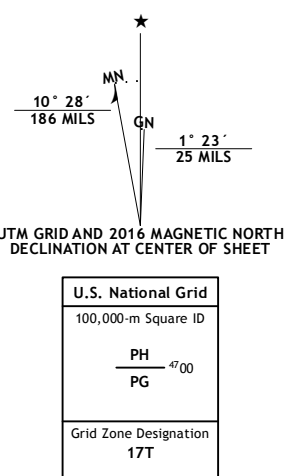 ★
MN
GN
10° 28´
186 MILS
1° 23´
25 MILS
UTM GRID AND 2016 MAGNETIC NORTH
DECLINATION AT CENTER OF SHEET
U.S. National Grid
100,000-m Square ID
PH
⁴⁷00
PG
Grid Zone Designation
17T